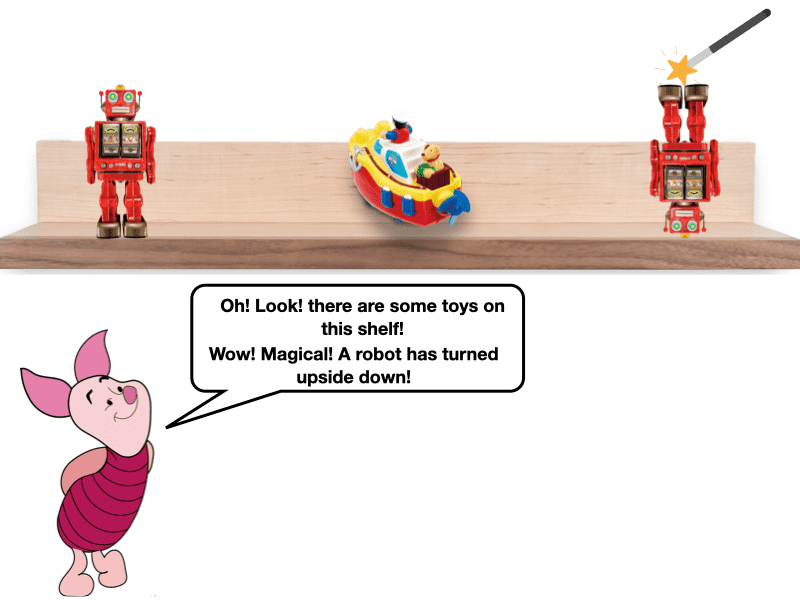 Oh! Look! there are some toys on
this shelf!
Wow! Magical! A robot has turned
upside down!